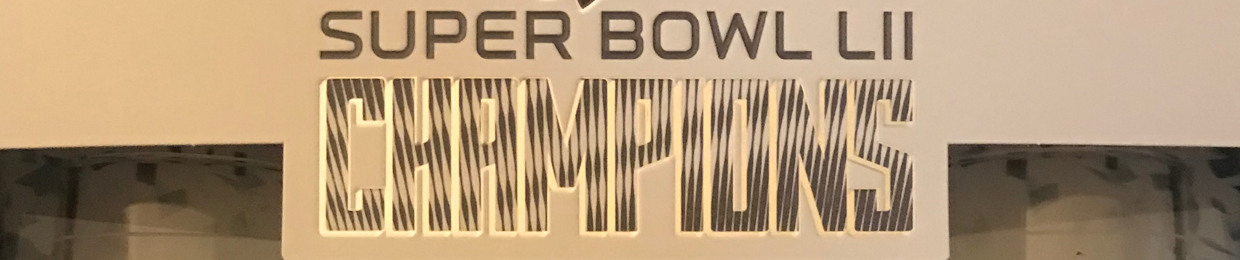 SUPER BOWL LII
CHAMPIONS